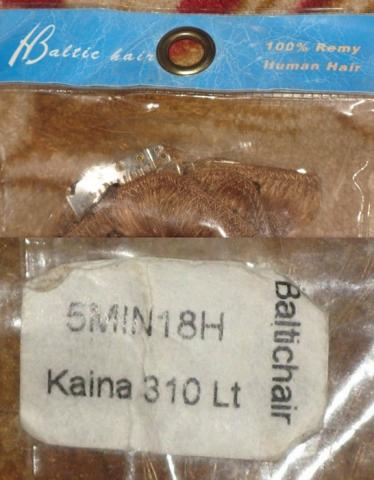 Baltic hair
100% Remy
Human Hair
5MIN18H
Kaina 310 Lt
Baltichair